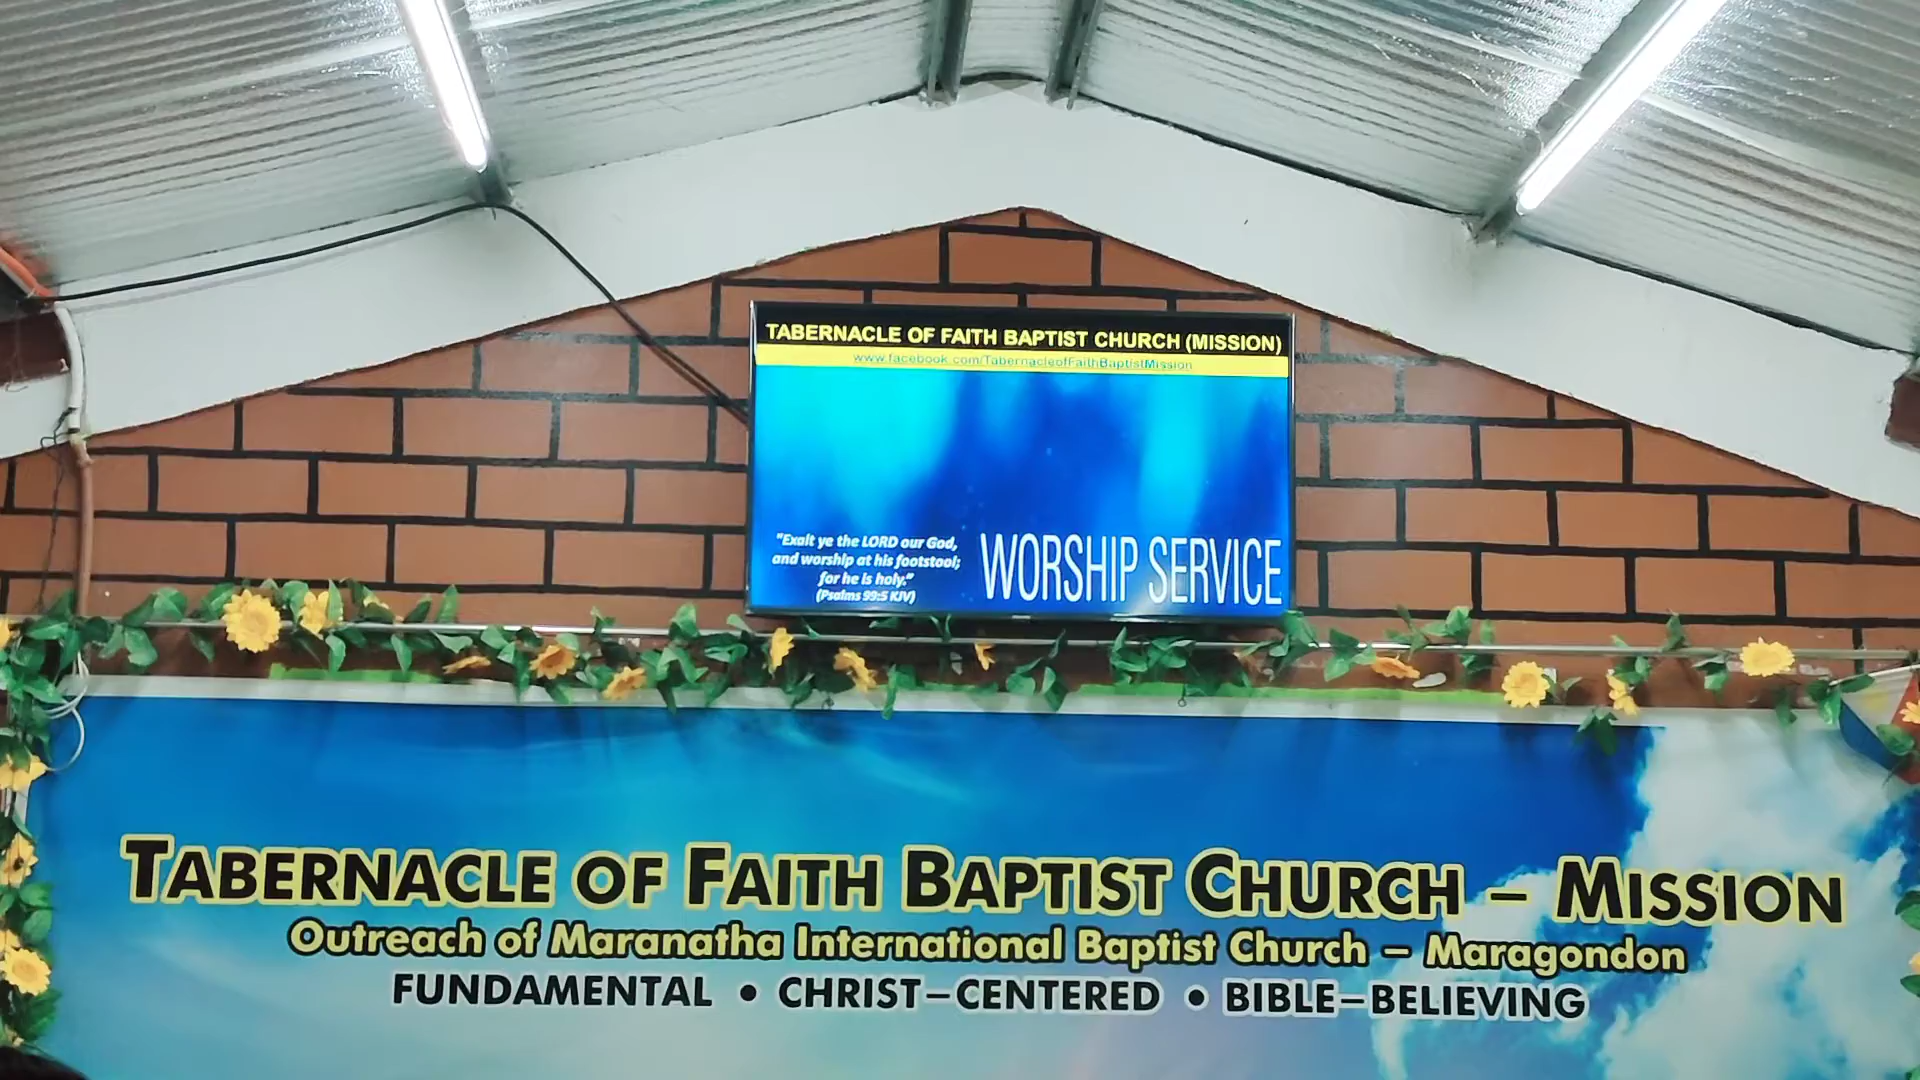 TABERNACLE OF FAITH BAPTIST CHURCH (MISSION)
www.facebook.com/TabernacleofFaithBaptistMission
"Exalt ye the LORD our God,
and worship at his footstool;
for he is holy."
(Psalms 99:5 KJV)
WORSHIP SERVICE
TABERNACLE OF FAITH BAPTIST CHURCH – MISSION
Outreach of Maranatha International Baptist Church – Maragondon
FUNDAMENTAL • CHRIST–CENTERED • BIBLE–BELIEVING